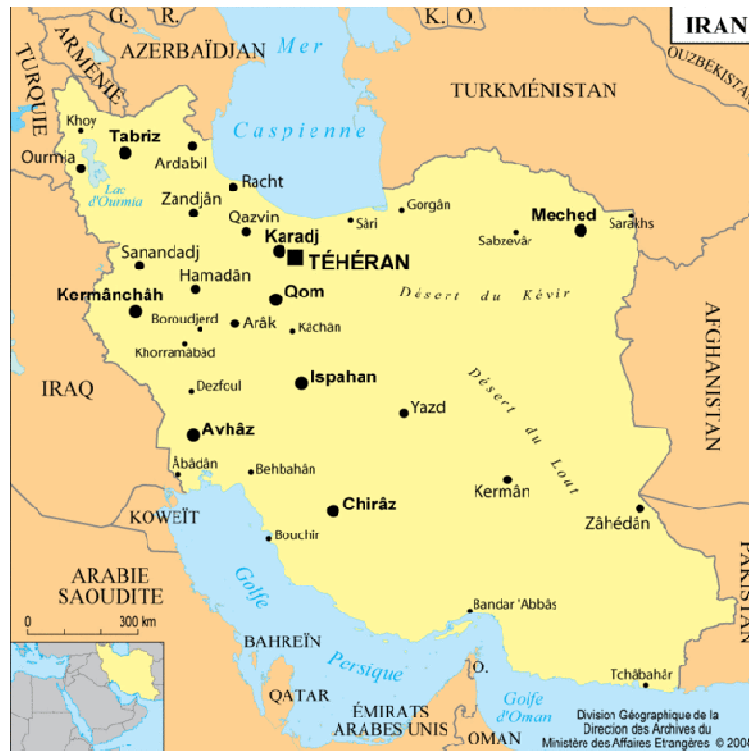 G.
R.
K. O.
IRAN
ARMÉNIE
AZERBAÏDJAN
Mer
Caspienne
OUZBÉKISTAN
TURQUIE
TURKMÉNISTAN
Khoy
Tabriz
Ardabil
Ourmia
Lac
d'Ourmia
Racht
Zandjân
Gorgân
Qazvin
Sâri
Meched
Sarakhs
Sabzevâr
Karadj
TÉHÉRAN
Sanandadj
Hamadân
Kermânchâh
Qom
Désert du Kévir
Boroudjerd
Arâk
Kâchân
Khorramâbâd
AFGHANISTAN
IRAQ
Dezfoul
Ispahan
Désert du Lout
Yazd
Avhâz
Âbâdân
Behbahân
Kermân
KOWEÏT
Chirâz
Zâhédân
Bouchir
PAKISTAN
ARABIE
SAOUDITE
Golfe
Persique
0 300 km
Bandar 'Abbâs
BAHREÏN
O.
Tchâbahâr
QATAR
Golfe
d'Oman
ÉMIRATS
ARABES UNIS
OMAN
Division Géographique de la
Direction des Archives du
Ministère des Affaires Etrangères © 2005